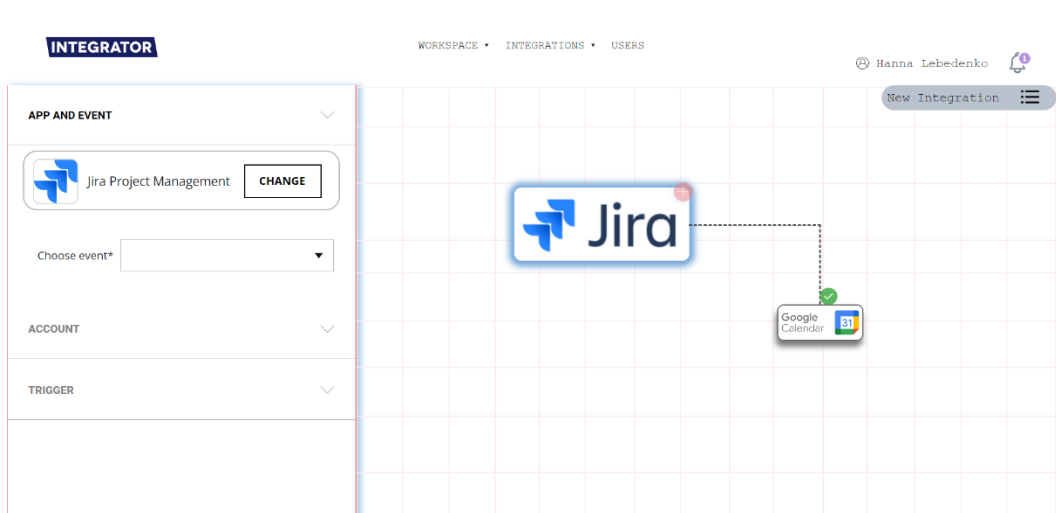 INTEGRATOR
WORKSPACE INTEGRATIONS USERS
Hanna Lebedenko 1
New Integration
APP AND EVENT
Jira Project Management CHANGE
Choose event*
ACCOUNT
TRIGGER
Jira
Google
Calendar
31